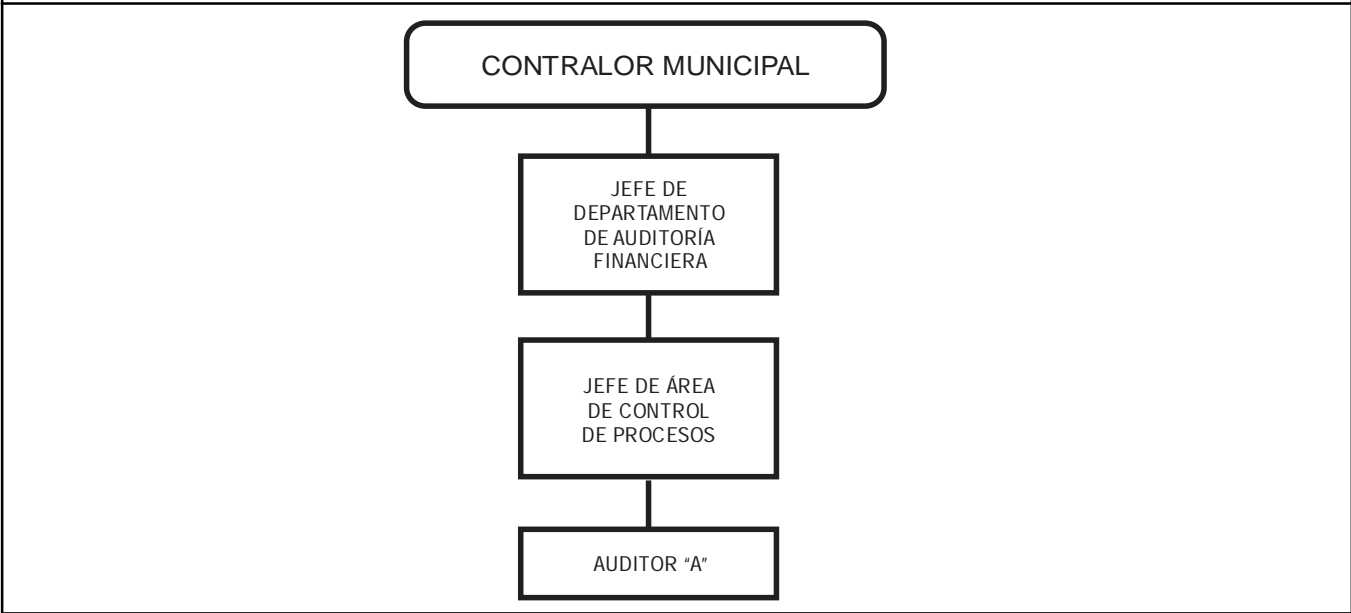 CONTRALOR MUNICIPAL
JEFE DE
DEPARTAMENTO
DE AUDITORÍA
FINANCIERA
JEFE DE ÁREA
DE CONTROL
DE PROCESOS
AUDITOR “A”